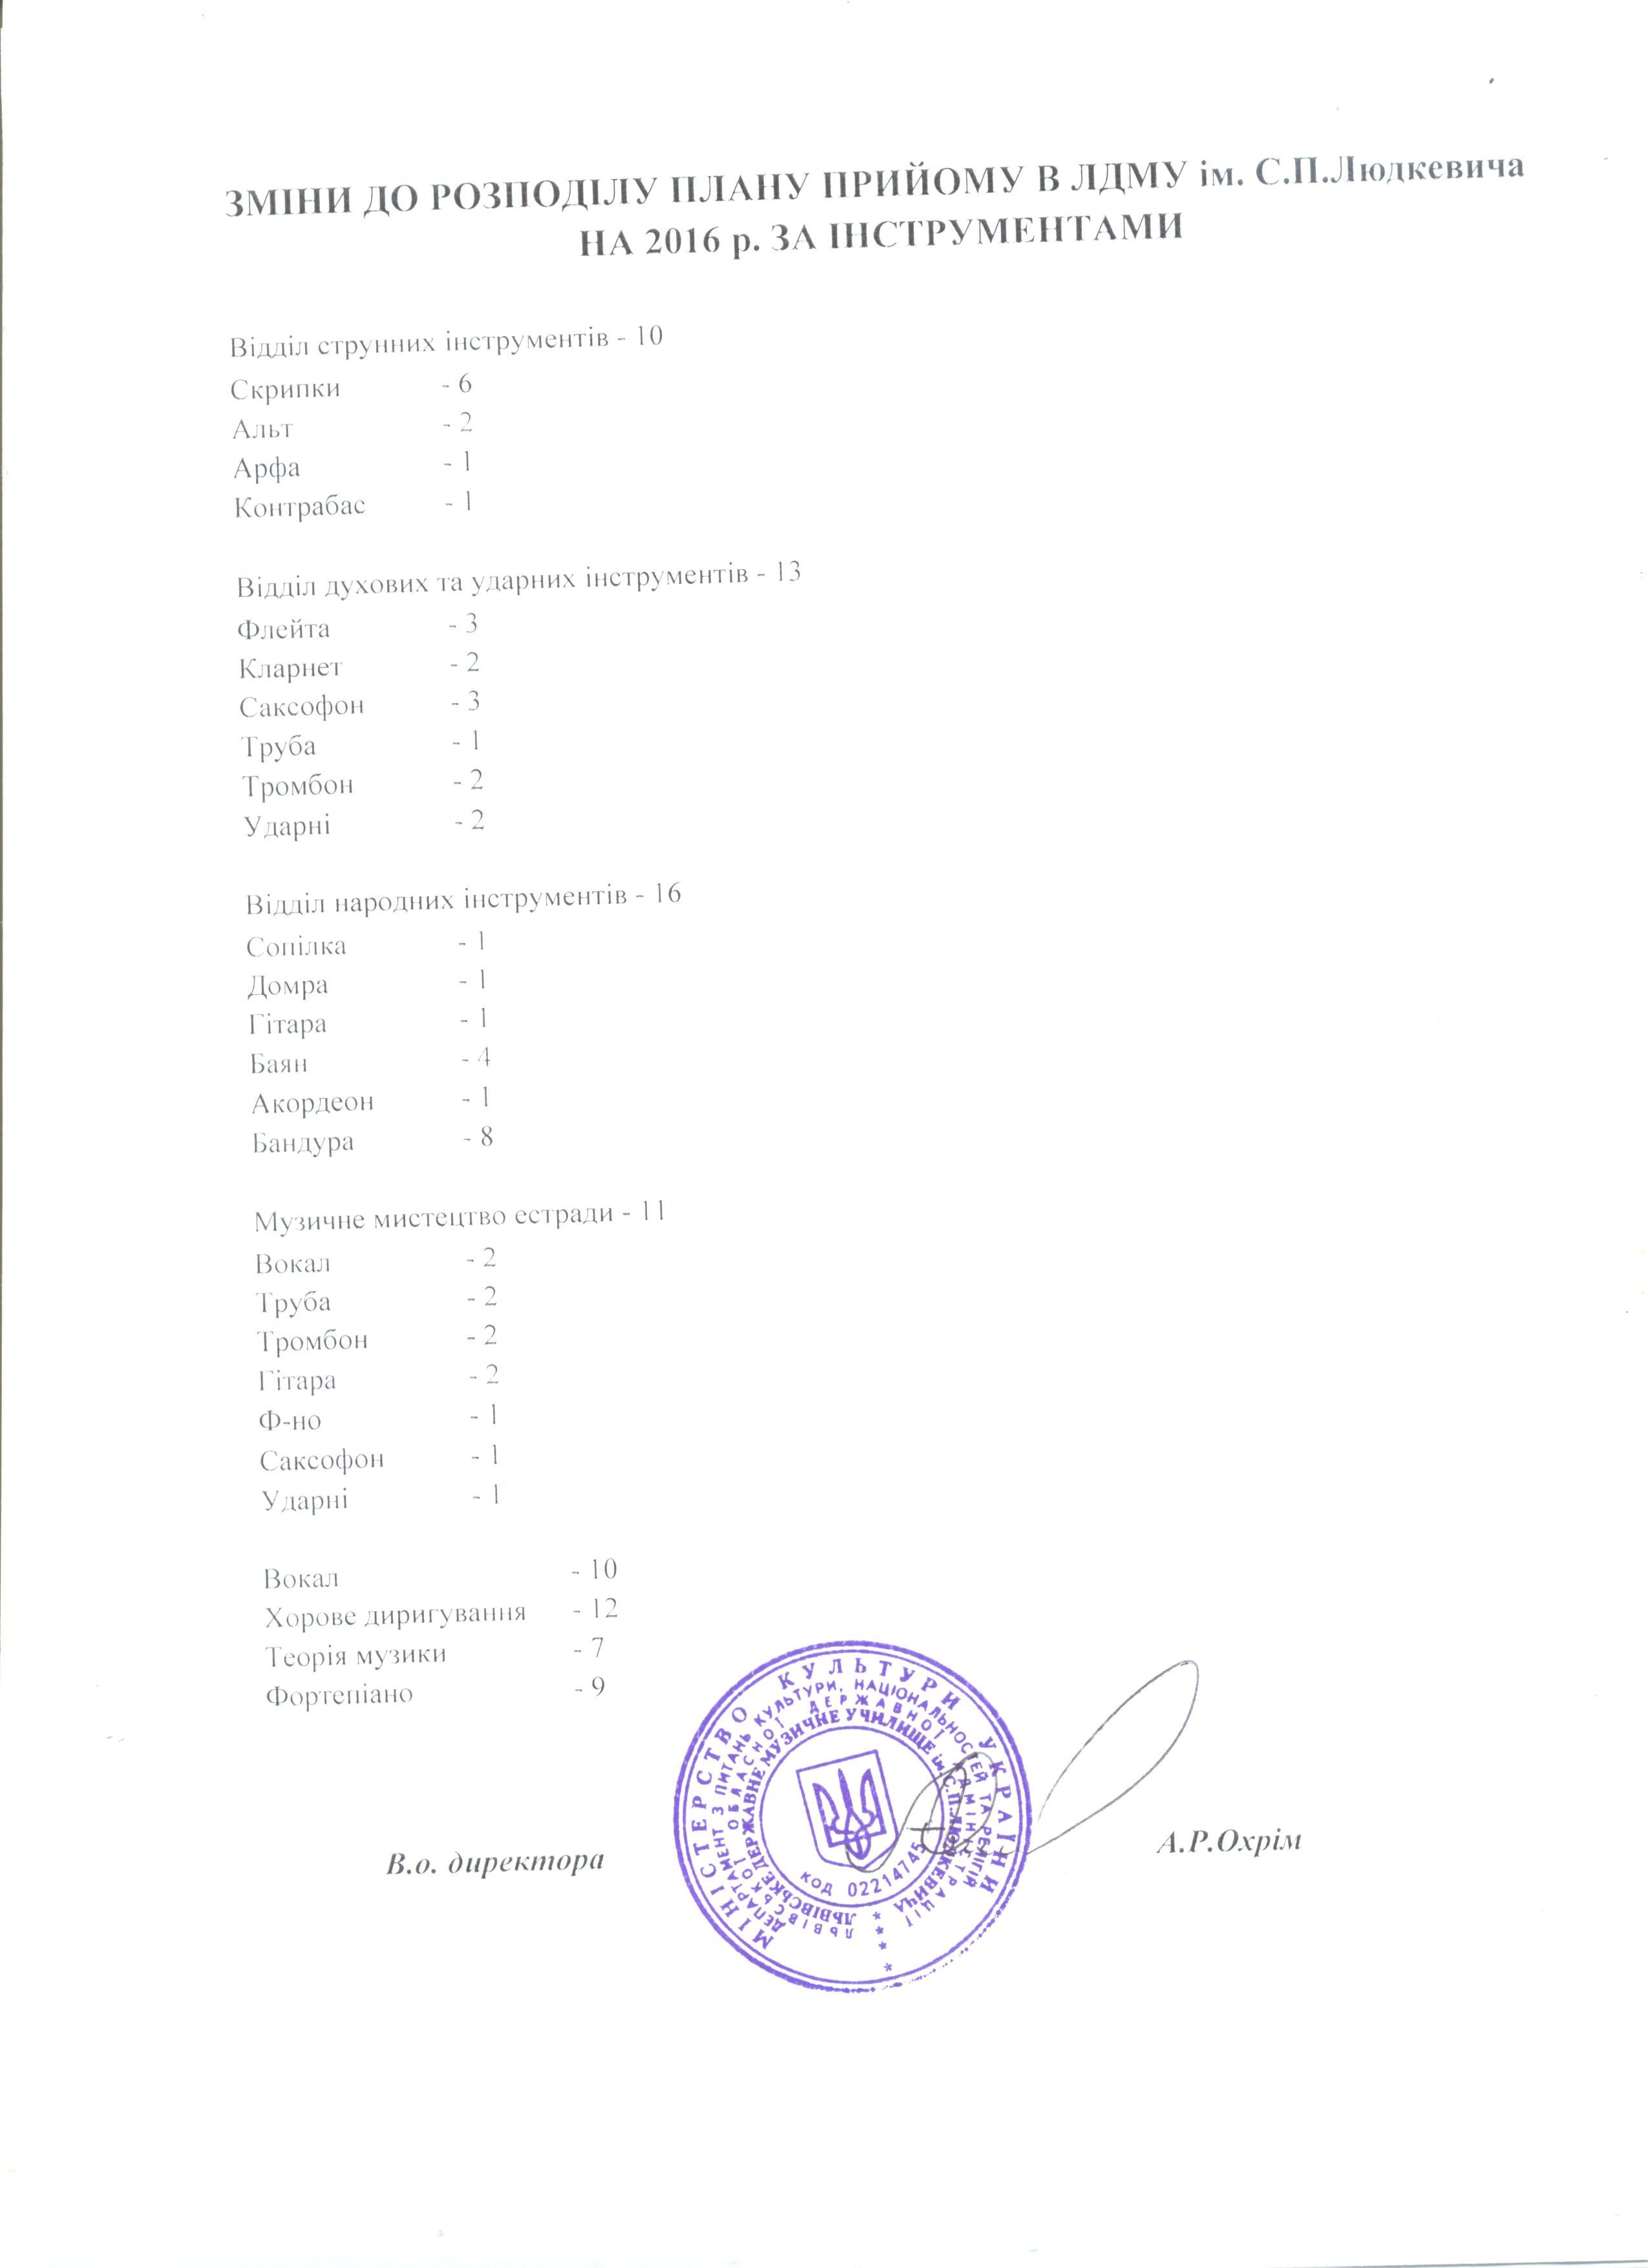 ЗМІНИ ДО РОЗПОДІЛУ ПЛАНУ ПРИЙОМУ В ЛДМУ ім. С.П.Людкевича
НА 2016 р. ЗА ІНСТРУМЕНТАМИ
Відділ струнних інструментів - 10
Скрипки - 6
Альт - 2
Арфа - 1
Контрабас - 1
Відділ духових та ударних інструментів - 13
Флейта - 3
Кларнет - 2
Саксофон - 3
Труба - 1
Тромбон - 2
Ударні - 2
Відділ народних інструментів - 16
Сопілка - 1
Домра - 1
Гітара - 1
Баян - 4
Акордеон - 1
Бандура - 8
Музичне мистецтво естради - 11
Вокал - 2
Труба - 2
Тромбон - 2
Гітара - 2
Ф-но - 1
Саксофон - 1
Ударні - 1
Вокал - 10
Хорове диригування - 12
Теорія музики - 7
Фортепіано - 9
В.о. директора А.Р.Охрім
МІНІСТЕРСТВО КУЛЬТУРИ УКРАЇНИ
ДЕПАРТАМЕНТ З ПИТАНЬ КУЛЬТУРИ, НАЦІОНАЛЬНОСТЕЙ ТА РЕЛІГІЙ
ЛЬВІВСЬКОЇ ОБЛАСНОЇ ДЕРЖАВНОЇ АДМІНІСТРАЦІЇ
ЛЬВІВСЬКЕ ДЕРЖАВНЕ МУЗИЧНЕ УЧИЛИЩЕ ім. С.П. ЛЮДКЕВИЧА
КОД 02214745